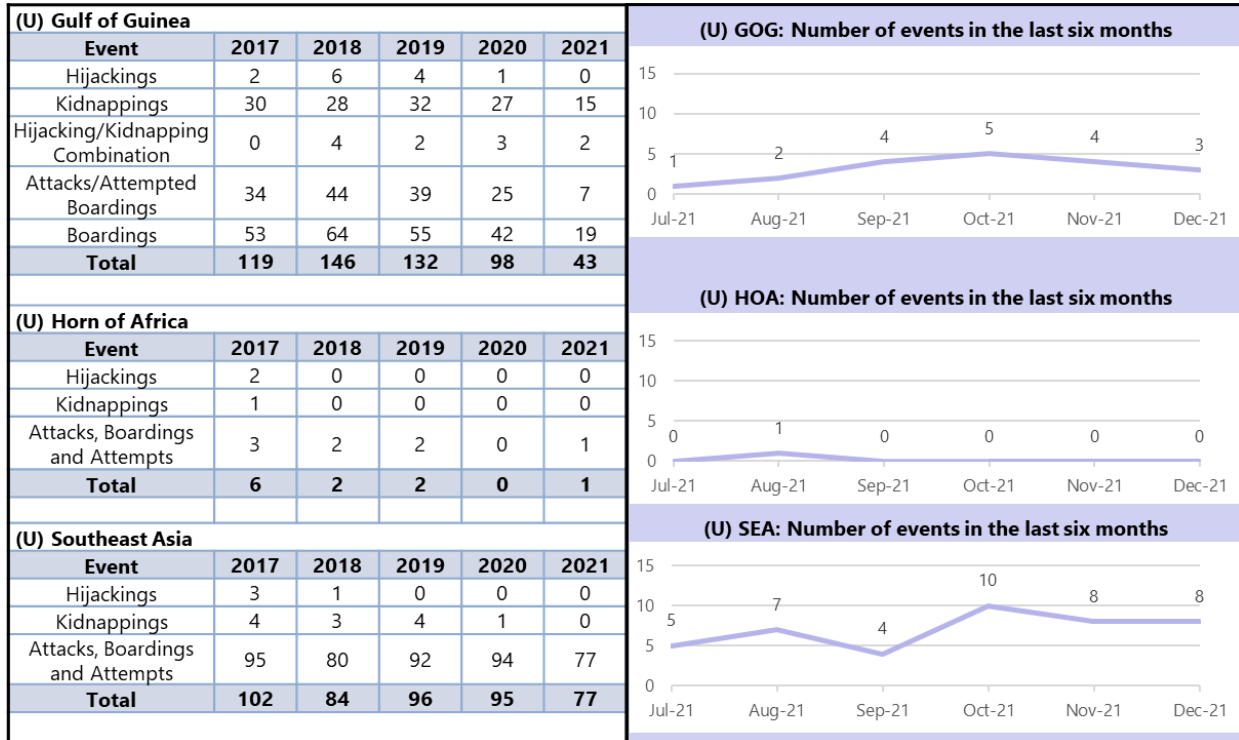 (U) Gulf of Guinea
Event 2017 2018 2019 2020 2021
Hijackings 2 6 4 1 0
Kidnappings 30 28 32 27 15
Hijacking/Kidnapping
Combination 0 4 2 3 2
Attacks/Attempted
Boardings 34 44 39 25 7
Boardings 53 64 55 42 19
Total 119 146 132 98 43
(U) Horn of Africa
Event 2017 2018 2019 2020 2021
Hijackings 2 0 0 0 0
Kidnappings 1 0 0 0 0
Attacks, Boardings
and Attempts 3 2 2 0 1
Total 6 2 2 0 1
(U) Southeast Asia
Event 2017 2018 2019 2020 2021
Hijackings 3 1 0 0 0
Kidnappings 4 3 4 1 0
Attacks, Boardings
and Attempts 95 80 92 94 77
Total 102 84 96 95 77
(U) GOG: Number of events in the last six months
15
10
5
0
1 2 4 5 4 3
Jul-21 Aug-21 Sep-21 Oct-21 Nov-21 Dec-21
(U) HOA: Number of events in the last six months
15
10
5
0
0 1 0 0 0 0
Jul-21 Aug-21 Sep-21 Oct-21 Nov-21 Dec-21
(U) SEA: Number of events in the last six months
15
10
5
0
5 7 4 10 8 8
Jul-21 Aug-21 Sep-21 Oct-21 Nov-21 Dec-21